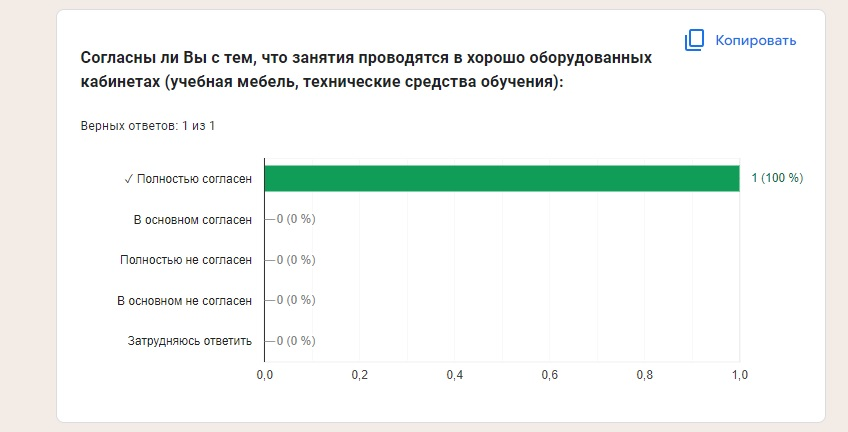 Копировать
Согласны ли Вы с тем, что занятия проводятся в хорошо оборудованных
кабинетах (учебная мебель, технические средства обучения):
Верных ответов: 1 из 1
✓ Полностью согласен 1 (100 %)
В основном согласен 0 (0 %)
Полностью не согласен 0 (0 %)
В основном не согласен 0 (0 %)
Затрудняюсь ответить 0 (0 %)
0,0 0,2 0,4 0,6 0,8 1,0